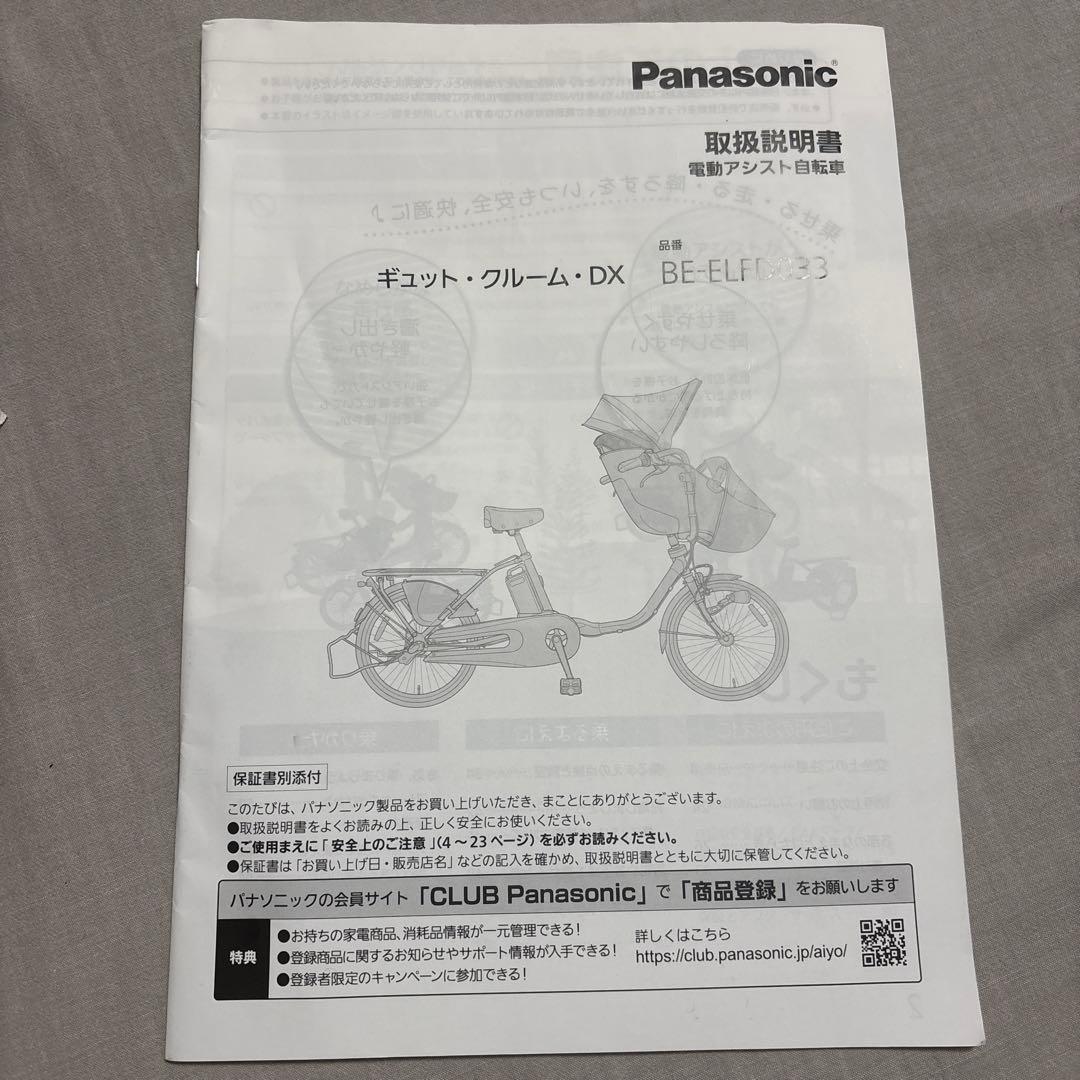 Panasonic®
取扱説明書
電動アシスト自転車
品番
ギュット・クルーム・DX BE-ELFD033
保証書別添付
このたびは、パナソニック製品をお買い上げいただき、まことにありがとうございます。
●取扱説明書をよくお読みの上、正しく安全にお使いください。
●ご使用まえに「安全上のご注意」(4～23ページ)を必ずお読みください。
●保証書は「お買い上げ日・販売店名」などの記入を確かめ、取扱説明書とともに大切に保管してください。
パナソニックの会員サイト「CLUB Panasonic」で「商品登録」をお願いします
特典
●お持ちの家電商品、消耗品情報が一元管理できる!
●登録商品に関するお知らせやサポート情報が入手できる!
●登録者限定のキャンペーンに参加できる!
詳しくはこちら
https://club.panasonic.jp/aiyo/